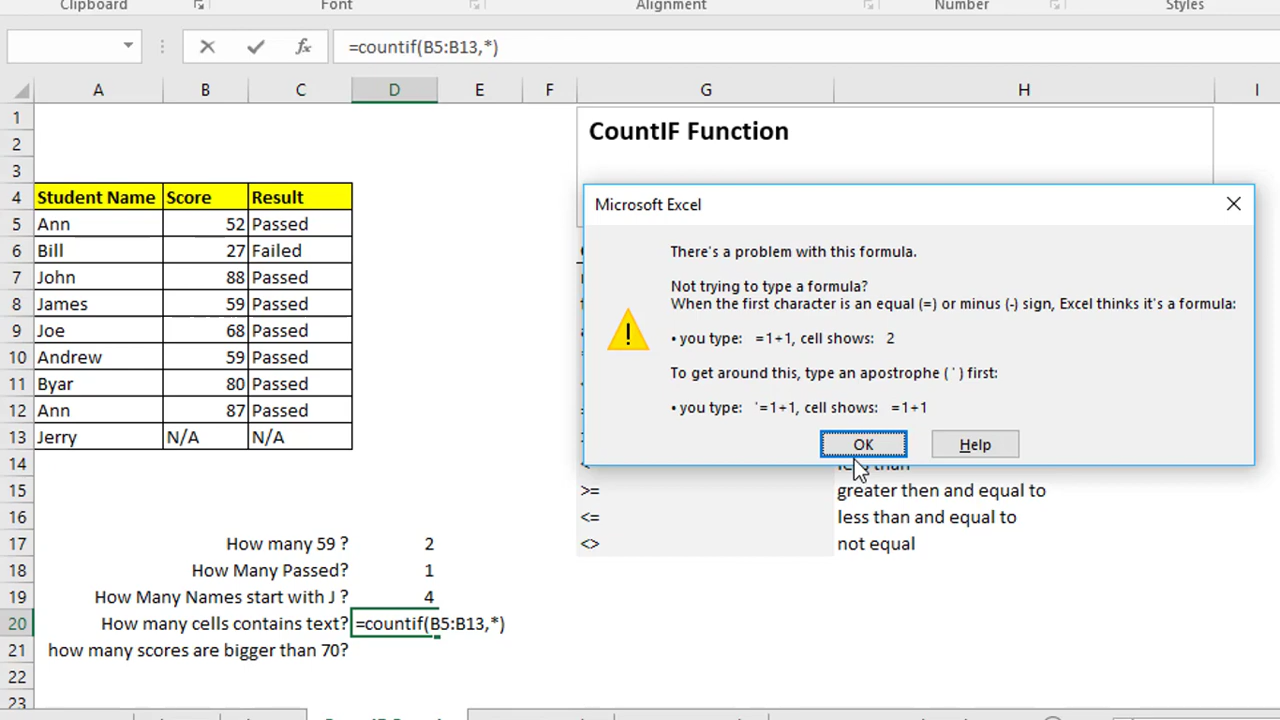 Clipboard Font Alignment Number Styles
fx =countif(B5:B13,*)
A B C D E F G H I
1
CountIF Function
2
3
4 Student Name Score Result
5 Ann 52 Passed
6 Bill 27 Failed
7 John 88 Passed
8 James 59 Passed
9 Joe 68 Passed
10 Andrew 59 Passed
11 Byar 80 Passed
12 Ann 87 Passed
13 Jerry N/A N/A
14
15 >= greater then and equal to
16 <= less than and equal to
17 How many 59 ? 2 <> not equal
18 How Many Passed? 1
19 How Many Names start with J ? 4
20 How many cells contains text? =countif(B5:B13,*)
21 how many scores are bigger than 70?
22
23
Microsoft Excel
There's a problem with this formula.
Not trying to type a formula?
When the first character is an equal (=) or minus (-) sign, Excel thinks it's a formula:
• you type: =1+1, cell shows: 2
To get around this, type an apostrophe ( ' ) first:
• you type: '=1+1, cell shows: =1+1
OK Help